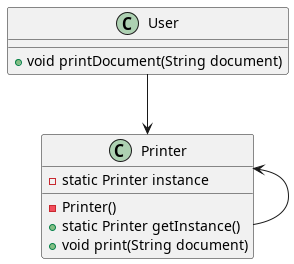 C User
+ void printDocument(String document)
C Printer
static Printer instance
Printer()
static Printer getInstance()
void print(String document)